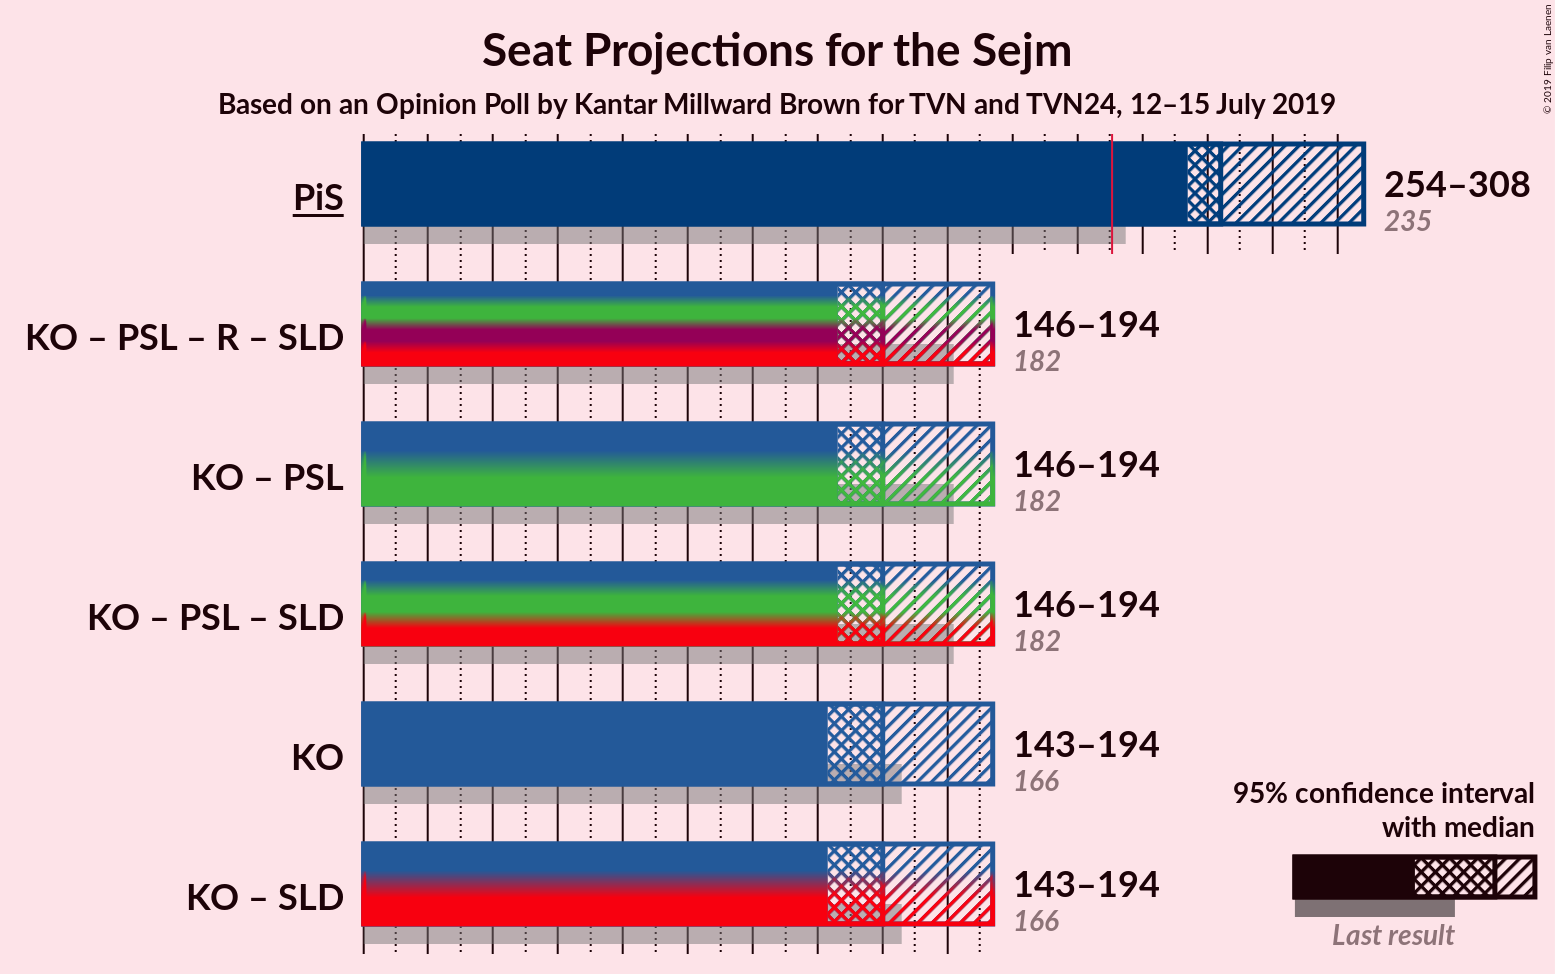 Seat Projections for the Sejm
Based on an Opinion Poll by Kantar Millward Brown for TVN and TVN24, 12–15 July 2019
© 2019 Filip van Laenen
PiS
254–308
235
KO – PSL – R – SLD
146–194
182
KO – PSL
146–194
182
KO – PSL – SLD
146–194
182
KO
143–194
166
KO – SLD
143–194
166
95% confidence interval
with median
Last result